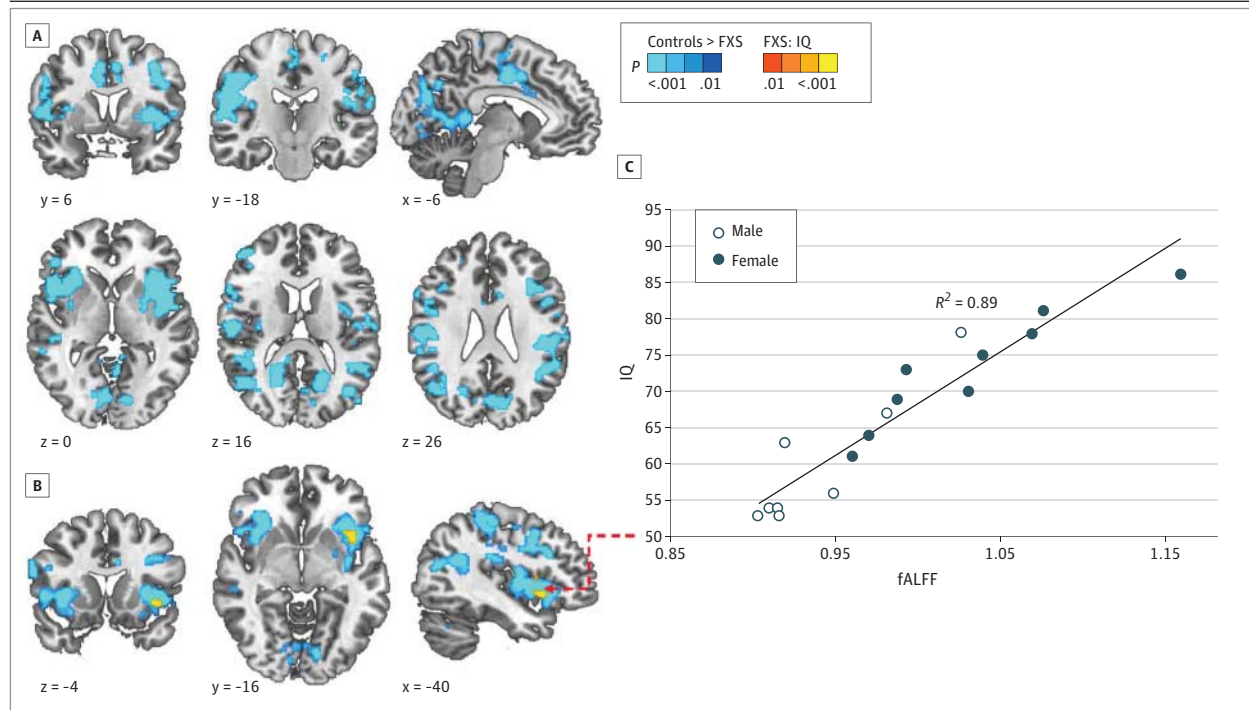 A
y = 6
y = -18
x = -6
z = 0
z = 16
z = 26
B
z = -4
y = -16
x = -40
Controls > FXS
FXS: IQ
P
<.001 .01
.01 <.001
C
95
90
85
80
75
70
65
60
55
50
IQ
Male
Female
R² = 0.89
0.85
0.95
1.05
1.15
fALFF